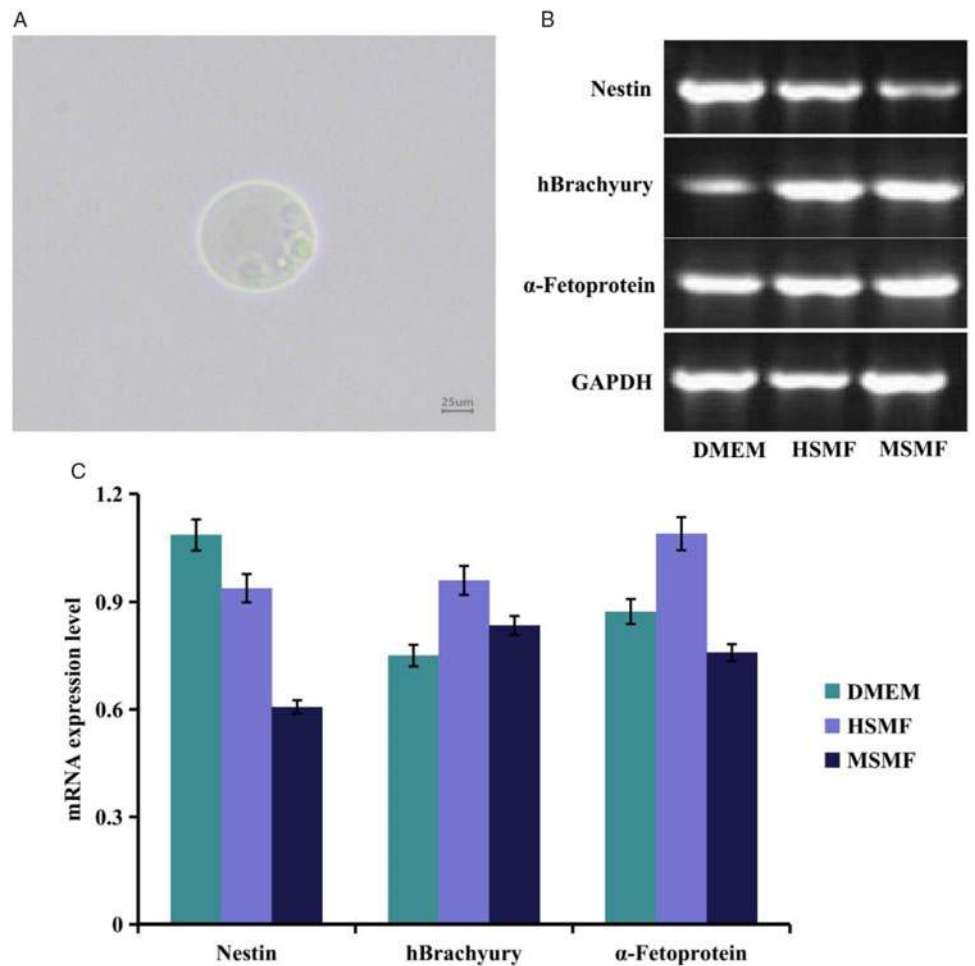 A
25um
B
Nestin
hBrachyury
α-Fetoprotein
GAPDH
DMEM HSMF MSMF
C
mRNA expression level
1.2
0.9
0.6
0.3
0
Nestin hBrachyury α-Fetoprotein
DMEM
HSMF
MSMF